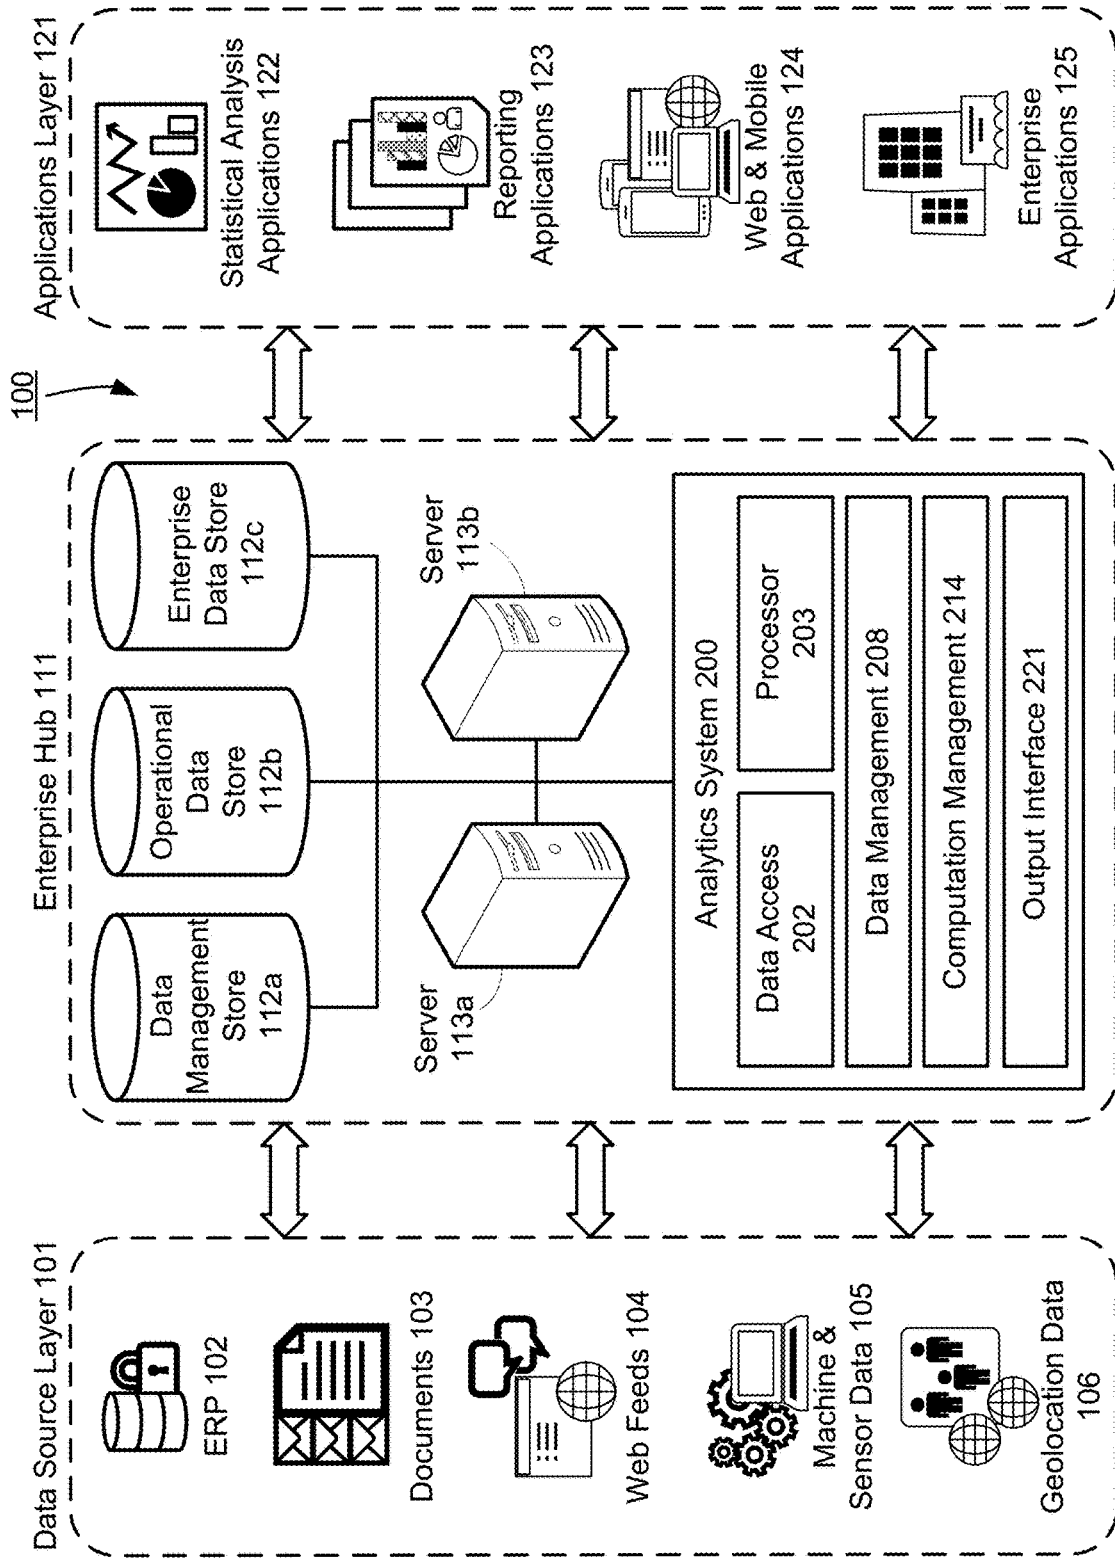 100
Data Source Layer 101
ERP 102
Documents 103
Web Feeds 104
Machine &
Sensor Data 105
Geolocation Data
106
Enterprise Hub 111
Data
Management
Store
112a
Operational
Data
Store
112b
Enterprise
Data Store
112c
Server
113a
Server
113b
Analytics System 200
Data Access
202
Processor
203
Data Management 208
Computation Management 214
Output Interface 221
Applications Layer 121
Statistical Analysis
Applications 122
Reporting
Applications 123
Web & Mobile
Applications 124
Enterprise
Applications 125